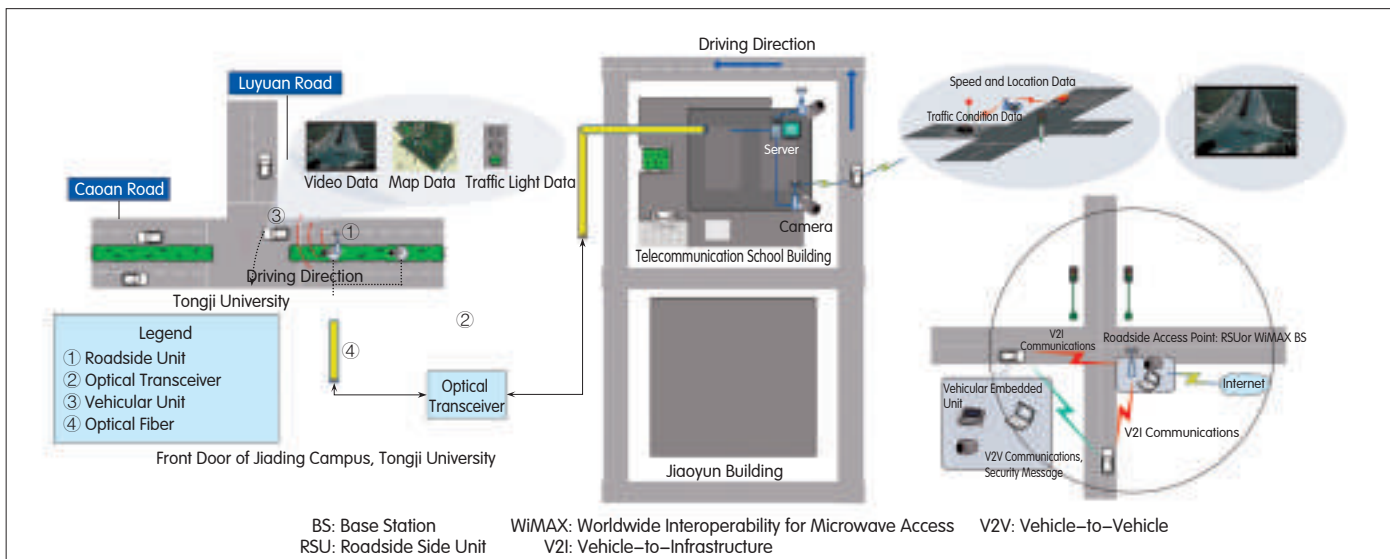 Driving Direction
Luyuan Road
Video Data
Map Data
Traffic Light Data
Caoan Road
③
①
Driving Direction
Tongji University
Legend
① Roadside Unit
② Optical Transceiver
③ Vehicular Unit
④ Optical Fiber
②
④
Optical
Transceiver
Front Door of Jiading Campus, Tongji University
Server
Camera
Telecommunication School Building
Jiaoyun Building
Speed and Location Data
Traffic Condition Data
V2I
Communications
Roadside Access Point: RSUor WiMAX BS
Internet
Vehicular Embedded
Unit
V2I Communications
V2V Communications,
Security Message
BS: Base Station
WiMAX: Worldwide Interoperability for Microwave Access
V2V: Vehicle–to–Vehicle
RSU: Roadside Side Unit
V2I: Vehicle–to–Infrastructure